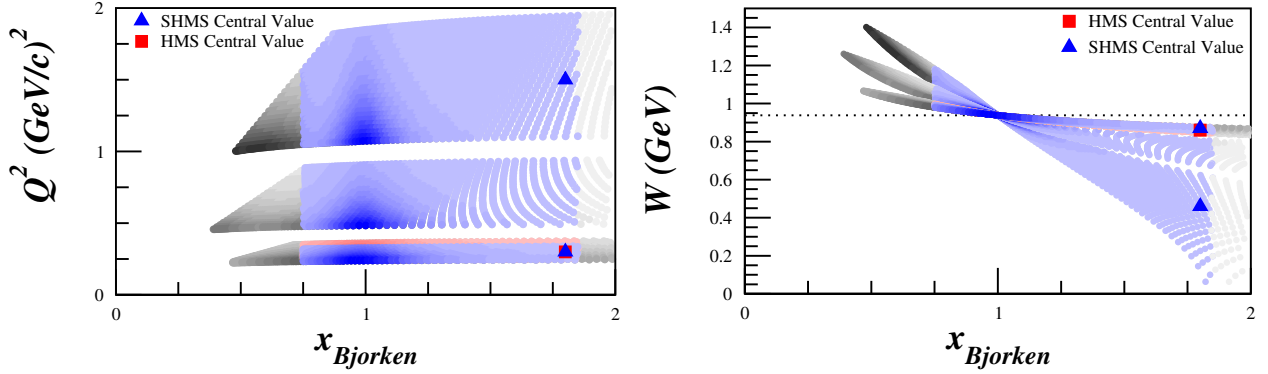 SHMS Central Value
HMS Central Value
Q² (GeV/c)²
2
1
0
0
1
2
x_Bjorken
HMS Central Value
SHMS Central Value
W (GeV)
1.4
1.2
1
0.8
0.6
0.4
0.2
0
0
1
2
x_Bjorken